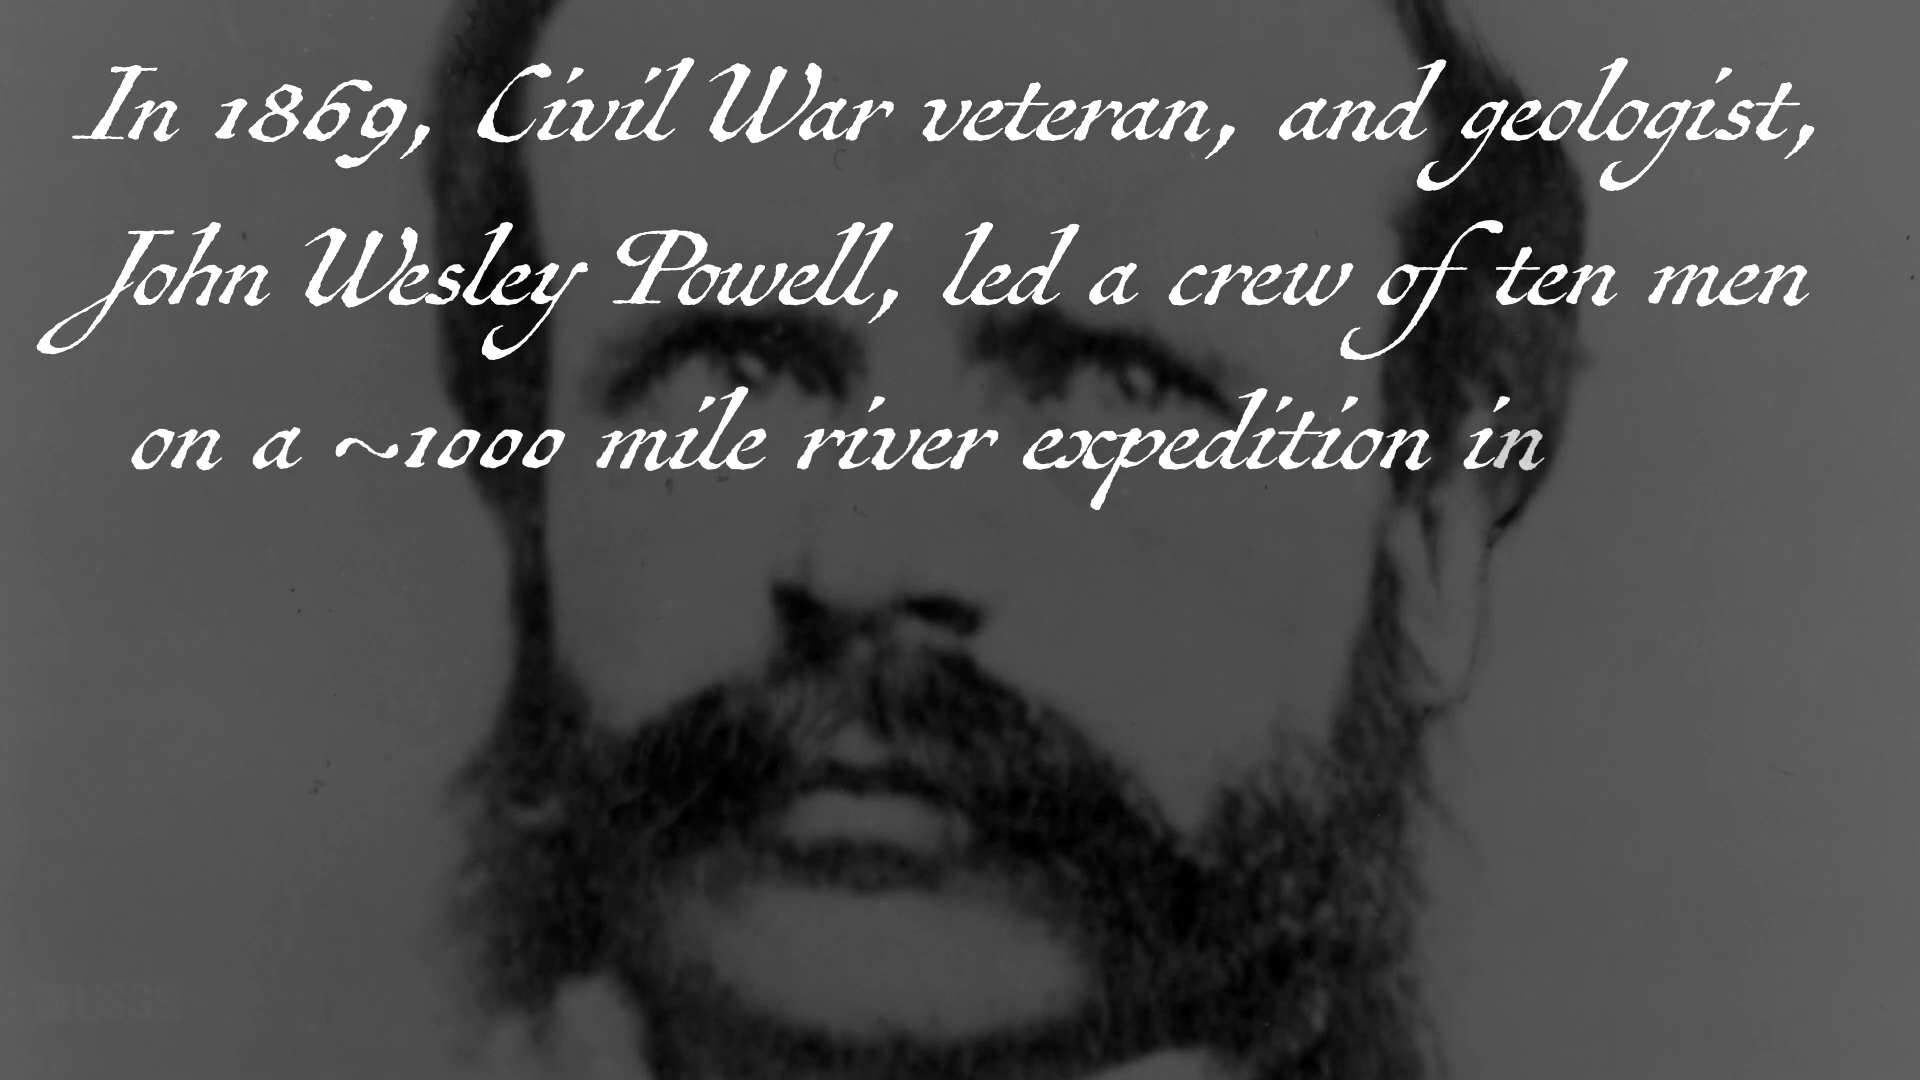 In 1869, Civil War veteran, and geologist,
John Wesley Powell, led a crew of ten men
on a ~1000 mile river expedition in
USGS